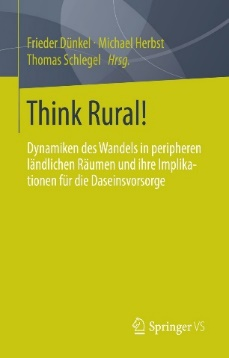 Frieder Dünkel · Michael Herbst
Thomas Schlegel Hrsg.
Think Rural!
Dynamiken des Wandels in peripheren
ländlichen Räumen und ihre Implika-
tionen für die Daseinsvorsorge
Springer VS